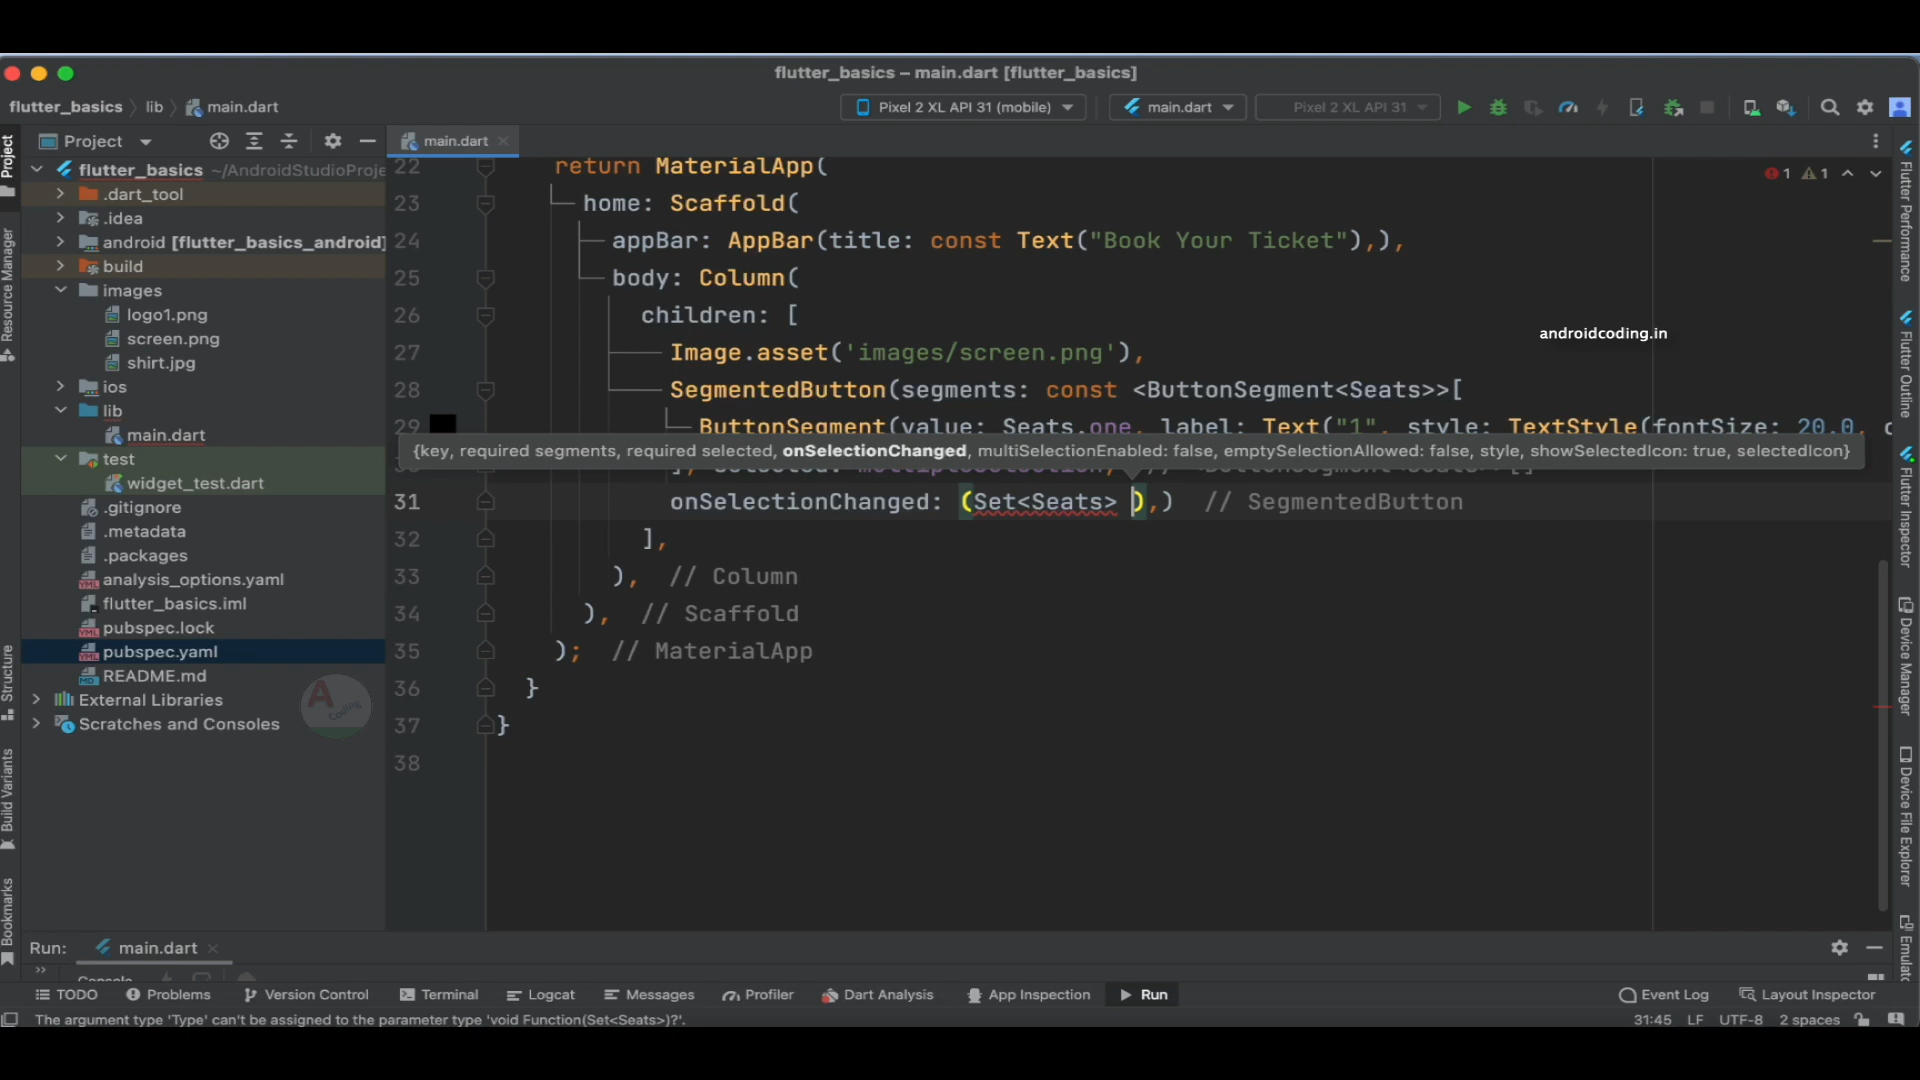 flutter_basics – main.dart [flutter_basics]
flutter_basics lib main.dart
Pixel 2 XL API 31 (mobile) main.dart Pixel 2 XL API 31
Project
main.dart
flutter_basics ~/AndroidStudioProje
.dart_tool
.idea
android [flutter_basics_android]
build
images
logo1.png
screen.png
shirt.jpg
ios
lib
main.dart
test
widget_test.dart
.gitignore
.metadata
.packages
analysis_options.yaml
flutter_basics.iml
pubspec.lock
pubspec.yaml
README.md
External Libraries
Scratches and Consoles
A Coding
Project
Resource Manager
Structure
Build Variants
Bookmarks
1 1
22 return MaterialApp(
23 home: Scaffold(
24 appBar: AppBar(title: const Text("Book Your Ticket"),),
25 body: Column(
26 children: [
27 Image.asset('images/screen.png'),
28 SegmentedButton(segments: const <ButtonSegment<Seats>>[
29 ButtonSegment(value: Seats.one, label: Text("1", style: TextStyle(fontSize: 20.0, c
{key, required segments, required selected, onSelectionChanged, multiSelectionEnabled: false, emptySelectionAllowed: false, style, showSelectedIcon: true, selectedIcon}
31 onSelectionChanged: (Set<Seats> ),) // SegmentedButton
32 ],
33 ), // Column
34 ), // Scaffold
35 ); // MaterialApp
36 }
37 }
38
androidcoding.in
Flutter Performance
Flutter Outline
Flutter Inspector
Device Manager
Device File Explorer
Emulato
Run: main.dart
Console
TODO Problems Version Control Terminal Logcat Messages Profiler Dart Analysis App Inspection Run Event Log Layout Inspector
The argument type 'Type' can't be assigned to the parameter type 'void Function(Set<Seats>)?'. 31:45 LF UTF-8 2 spaces